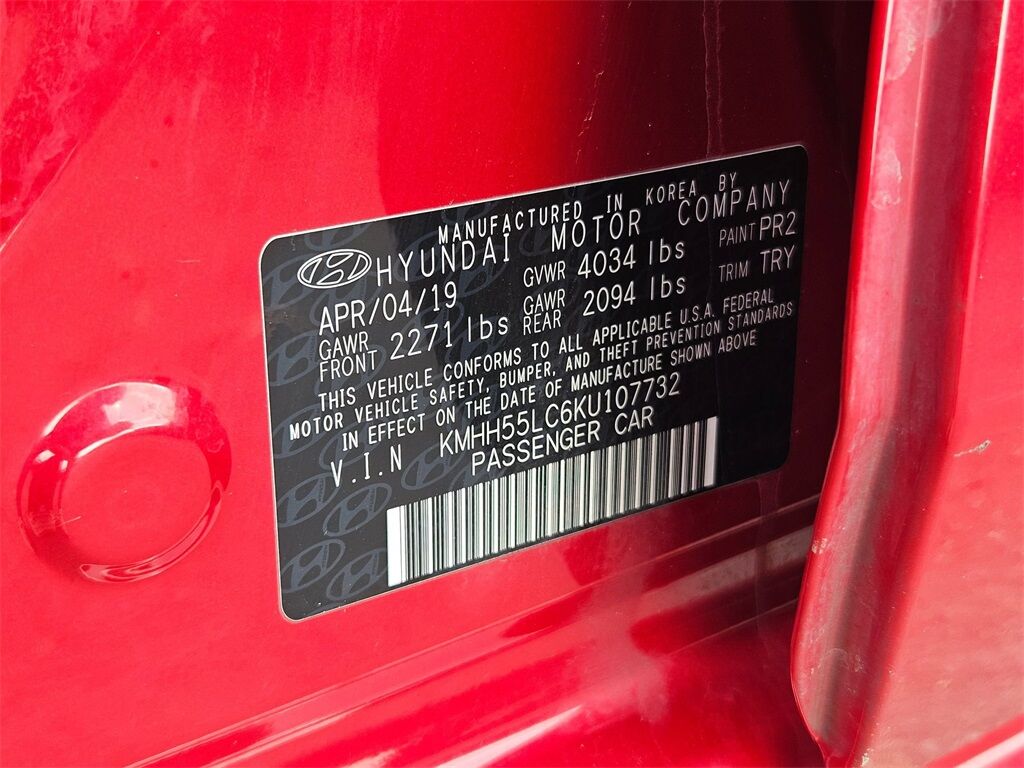 MANUFACTURED IN KOREA BY
HYUNDAI MOTOR COMPANY
APR/04/19 GVWR 4034 lbs PAINT PR2
GAWR FRONT 2271 lbs GAWR REAR 2094 lbs TRIM TRY
THIS VEHICLE CONFORMS TO ALL APPLICABLE U.S.A. FEDERAL
MOTOR VEHICLE SAFETY, BUMPER, AND THEFT PREVENTION STANDARDS
IN EFFECT ON THE DATE OF MANUFACTURE SHOWN ABOVE
V.I.N KMHH55LC6KU107732
PASSENGER CAR